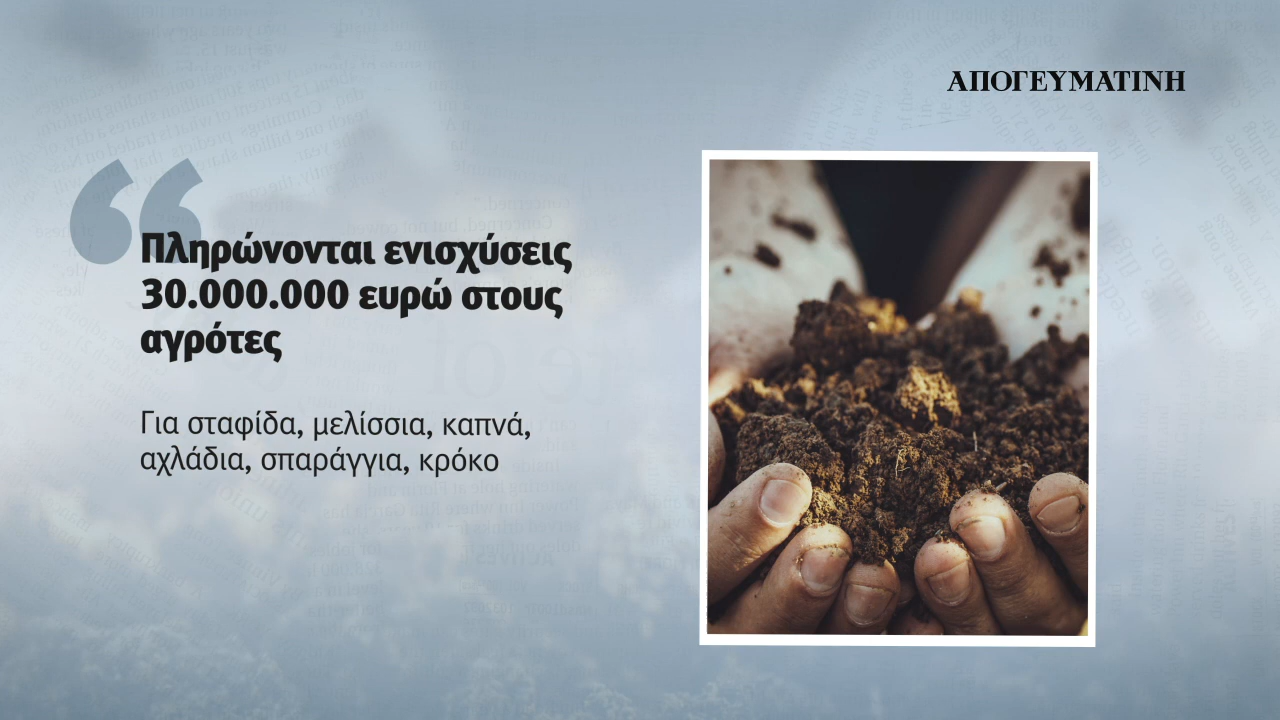 ΑΠΟΓΕΥΜΑΤΙΝΗ
“
Πληρώνονται ενισχύσεις
30.000.000 ευρώ στους
αγρότες
Για σταφίδα, μελίσσια, καπνά,
αχλάδια, σπαράγγια, κρόκο